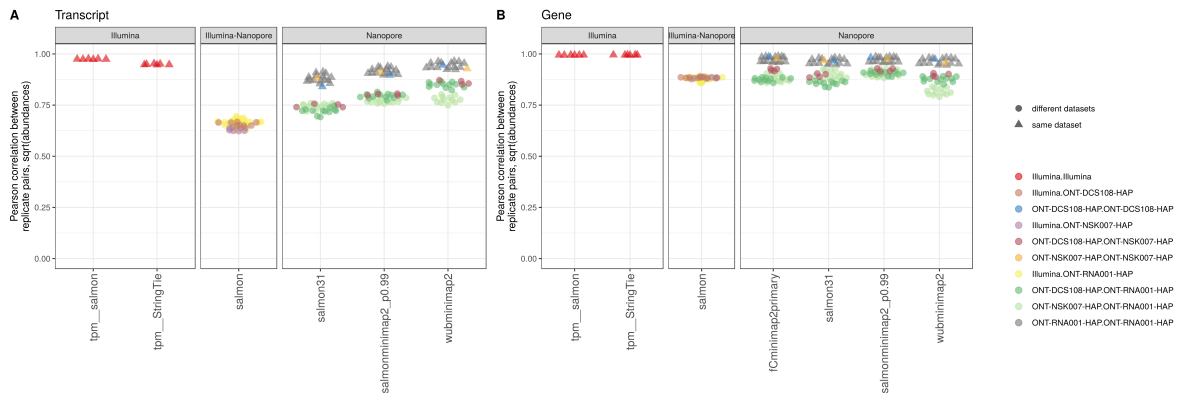 A
Transcript
Illumina
Illumina-Nanopore
Nanopore
Pearson correlation between
replicate pairs, sqrt(abundances)
1.00
0.75
0.50
0.25
0.00
tpm__salmon
tpm__StringTie
salmon
salmon31
salmonminimap2_p0.99
wubminimap2
B
Gene
Illumina
Illumina-Nanopore
Nanopore
Pearson correlation between
replicate pairs, sqrt(abundances)
1.00
0.75
0.50
0.25
0.00
tpm__salmon
tpm__StringTie
salmon
fCminimap2primary
salmon31
salmonminimap2_p0.99
wubminimap2
different datasets
same dataset
Illumina.Illumina
Illumina.ONT-DCS108-HAP
ONT-DCS108-HAP.ONT-DCS108-HAP
Illumina.ONT-NSK007-HAP
ONT-DCS108-HAP.ONT-NSK007-HAP
ONT-NSK007-HAP.ONT-NSK007-HAP
Illumina.ONT-RNA001-HAP
ONT-DCS108-HAP.ONT-RNA001-HAP
ONT-NSK007-HAP.ONT-RNA001-HAP
ONT-RNA001-HAP.ONT-RNA001-HAP